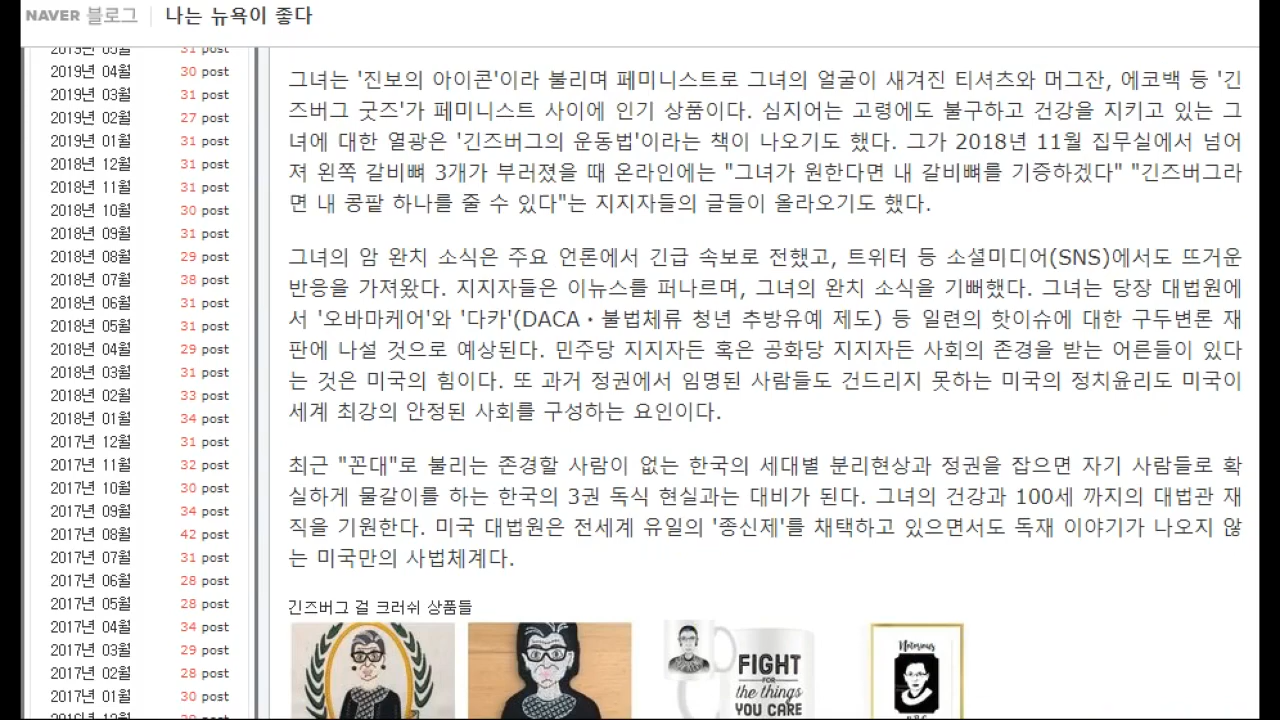 NAVER 블로그 나는 뉴욕이 좋다
2019년 05월 31 post
2019년 04월 30 post
2019년 03월 31 post
2019년 02월 27 post
2019년 01월 31 post
2018년 12월 31 post
2018년 11월 31 post
2018년 10월 30 post
2018년 09월 31 post
2018년 08월 29 post
2018년 07월 38 post
2018년 06월 31 post
2018년 05월 31 post
2018년 04월 29 post
2018년 03월 31 post
2018년 02월 33 post
2018년 01월 34 post
2017년 12월 31 post
2017년 11월 32 post
2017년 10월 30 post
2017년 09월 34 post
2017년 08월 42 post
2017년 07월 31 post
2017년 06월 28 post
2017년 05월 28 post
2017년 04월 34 post
2017년 03월 29 post
2017년 02월 28 post
2017년 01월 30 post
그녀는 '진보의 아이콘'이라 불리며 페미니스트로 그녀의 얼굴이 새겨진 티셔츠와 머그잔, 에코백 등 '긴
즈버그 굿즈'가 페미니스트 사이에 인기 상품이다. 심지어는 고령에도 불구하고 건강을 지키고 있는 그
녀에 대한 열광은 '긴즈버그의 운동법'이라는 책이 나오기도 했다. 그가 2018년 11월 집무실에서 넘어
져 왼쪽 갈비뼈 3개가 부러졌을 때 온라인에는 "그녀가 원한다면 내 갈비뼈를 기증하겠다" "긴즈버그라
면 내 콩팥 하나를 줄 수 있다"는 지지자들의 글들이 올라오기도 했다.
그녀의 암 완치 소식은 주요 언론에서 긴급 속보로 전했고, 트위터 등 소셜미디어(SNS)에서도 뜨거운
반응을 가져왔다. 지지자들은 이뉴스를 퍼나르며, 그녀의 완치 소식을 기뻐했다. 그녀는 당장 대법원에
서 '오바마케어'와 '다카'(DACA·불법체류 청년 추방유예 제도) 등 일련의 핫이슈에 대한 구두변론 재
판에 나설 것으로 예상된다. 민주당 지지자든 혹은 공화당 지지자든 사회의 존경을 받는 어른들이 있다
는 것은 미국의 힘이다. 또 과거 정권에서 임명된 사람들도 건드리지 못하는 미국의 정치윤리도 미국이
세계 최강의 안정된 사회를 구성하는 요인이다.
최근 "꼰대"로 불리는 존경할 사람이 없는 한국의 세대별 분리현상과 정권을 잡으면 자기 사람들로 확
실하게 물갈이를 하는 한국의 3권 독식 현실과는 대비가 된다. 그녀의 건강과 100세 까지의 대법관 재
직을 기원한다. 미국 대법원은 전세계 유일의 '종신제'를 채택하고 있으면서도 독재 이야기가 나오지 않
는 미국만의 사법체계다.
긴즈버그 걸 크러쉬 상품들
FIGHT
FOR
the things
YOU CARE
Notorious